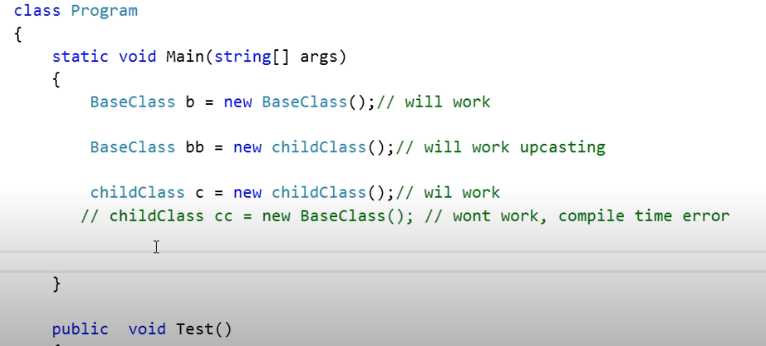 class Program
{
static void Main(string[] args)
{
BaseClass b = new BaseClass();// will work
BaseClass bb = new childClass();// will work upcasting
childClass c = new childClass();// wil work
// childClass cc = new BaseClass(); // wont work, compile time error
}
public  void Test()